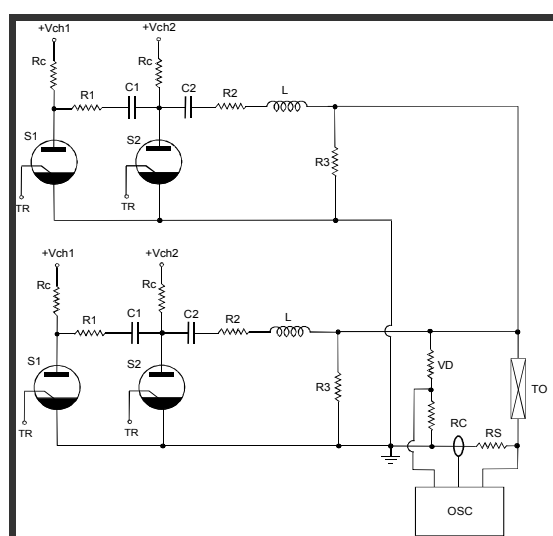 +Vch1 +Vch2
Rc Rc
R1 C1 C2 R2 L
S1 S2
R3
TR TR
+Vch1 +Vch2
Rc Rc
R1 C1 C2 R2 L
S1 S2
VD
R3 TO
TR TR
RC RS
OSC